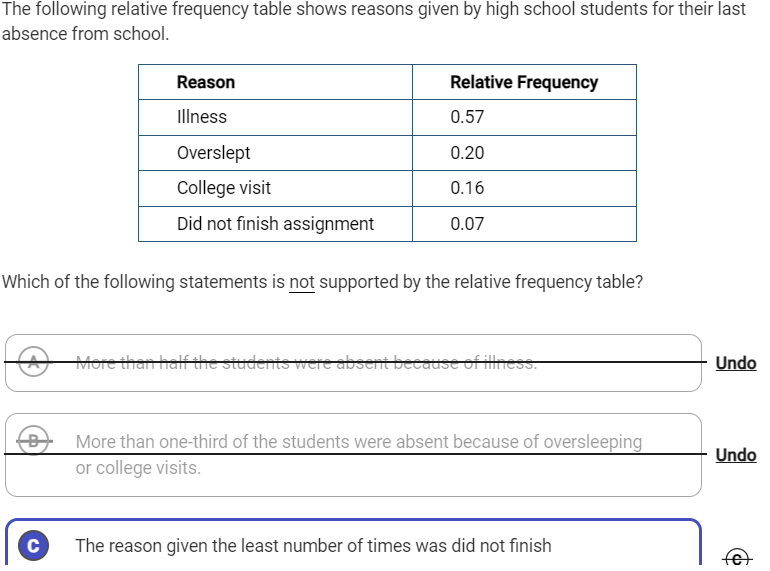 The following relative frequency table shows reasons given by high school students for their last
absence from school.
Reason Relative Frequency
Illness 0.57
Overslept 0.20
College visit 0.16
Did not finish assignment 0.07
Which of the following statements is not supported by the relative frequency table?
A More than half the students were absent because of illness. Undo
B More than one-third of the students were absent because of oversleeping
or college visits. Undo
C The reason given the least number of times was did not finish
C